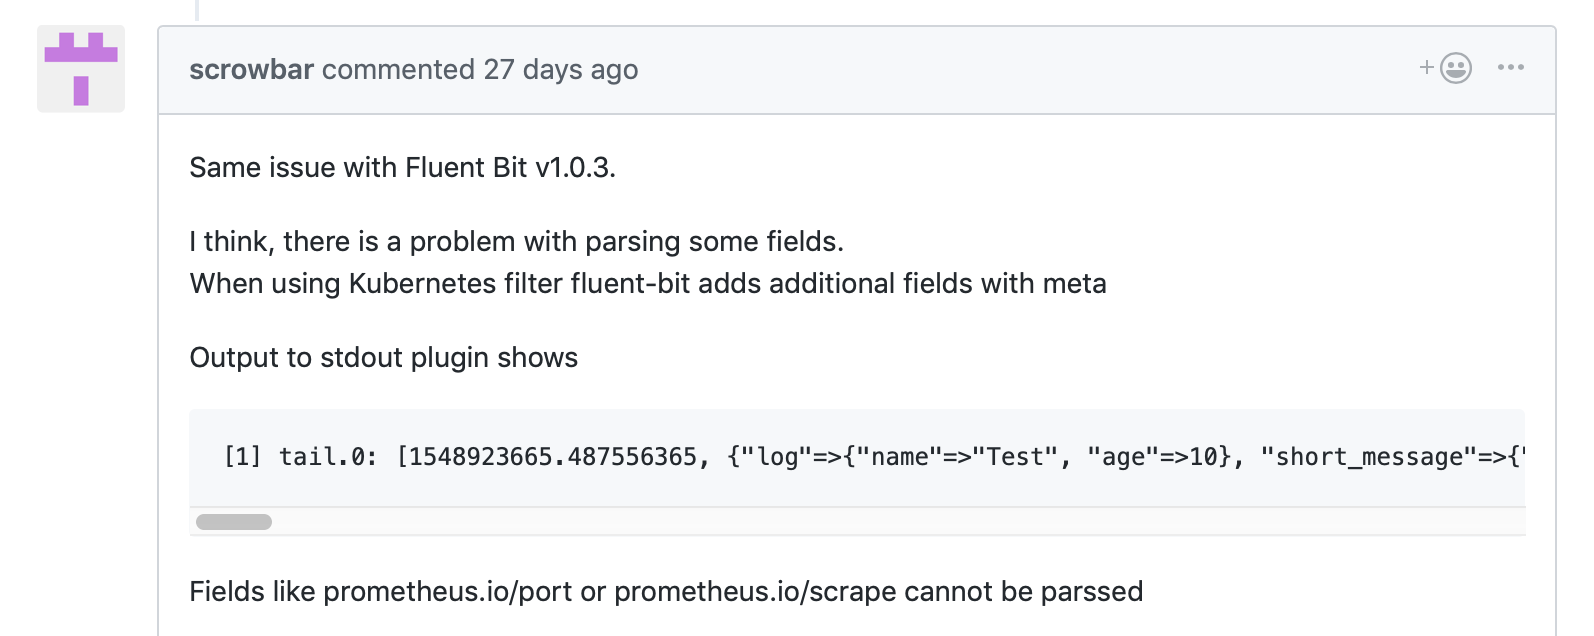 scrowbar commented 27 days ago
Same issue with Fluent Bit v1.0.3.
I think, there is a problem with parsing some fields.
When using Kubernetes filter fluent-bit adds additional fields with meta
Output to stdout plugin shows
[1] tail.0: [1548923665.487556365, {"log"=>{"name"=>"Test", "age"=>10}, "short_message"=>{"
Fields like prometheus.io/port or prometheus.io/scrape cannot be parssed